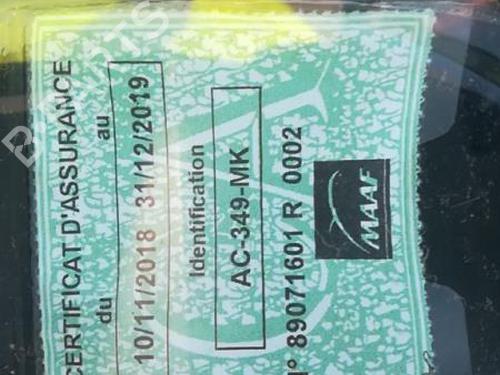 CERTIFICAT D'ASSURANCE
du au
10/11/2018 31/12/2019
Identification
AC-349-MK
N° 89071601 R 0002
MAAF